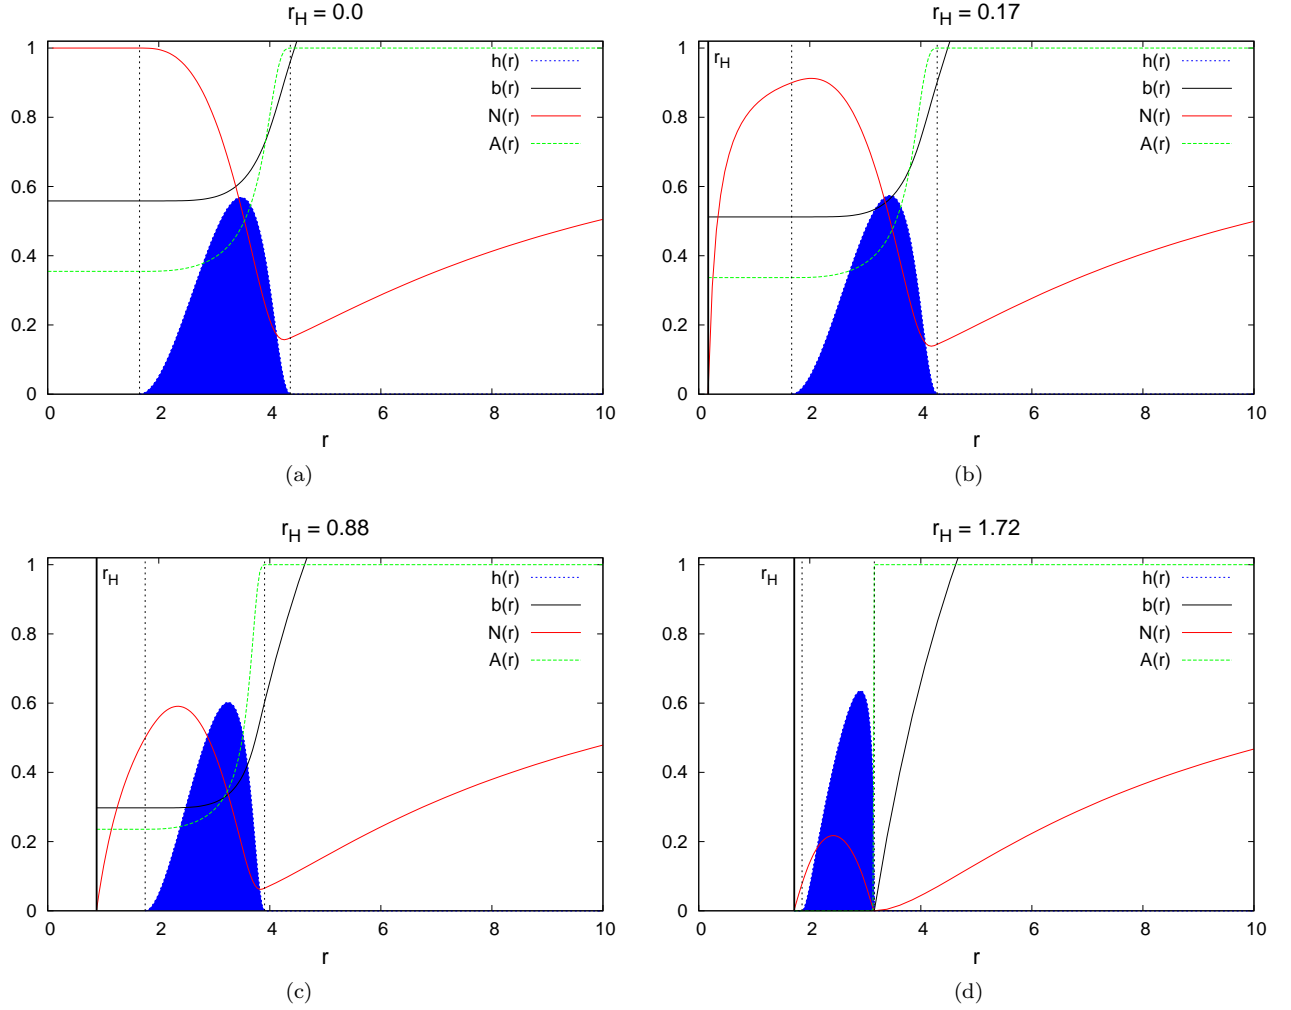 r_H = 0.0
1
0.8
0.6
0.4
0.2
0
0 2 4 6 8 10
r
h(r)
b(r)
N(r)
A(r)
(a)
r_H = 0.17
1
0.8
0.6
0.4
0.2
0
0 2 4 6 8 10
r
r_H
h(r)
b(r)
N(r)
A(r)
(b)
r_H = 0.88
1
0.8
0.6
0.4
0.2
0
0 2 4 6 8 10
r
r_H
h(r)
b(r)
N(r)
A(r)
(c)
r_H = 1.72
1
0.8
0.6
0.4
0.2
0
0 2 4 6 8 10
r
r_H
h(r)
b(r)
N(r)
A(r)
(d)